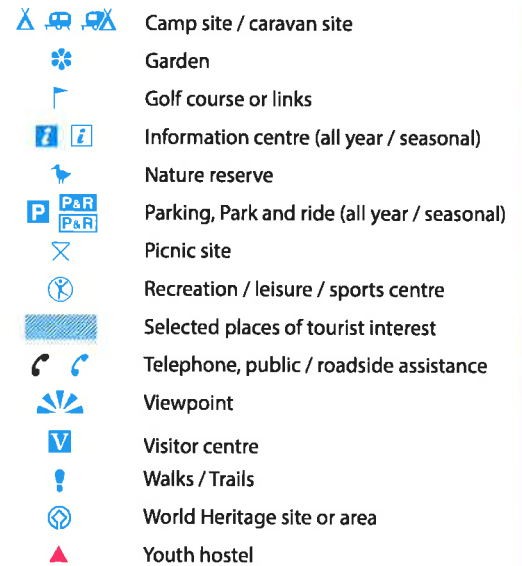 Camp site / caravan site
Garden
Golf course or links
i i Information centre (all year / seasonal)
Nature reserve
P P&R P&R Parking, Park and ride (all year / seasonal)
Picnic site
Recreation / leisure / sports centre
Selected places of tourist interest
Telephone, public / roadside assistance
Viewpoint
V Visitor centre
Walks / Trails
World Heritage site or area
Youth hostel